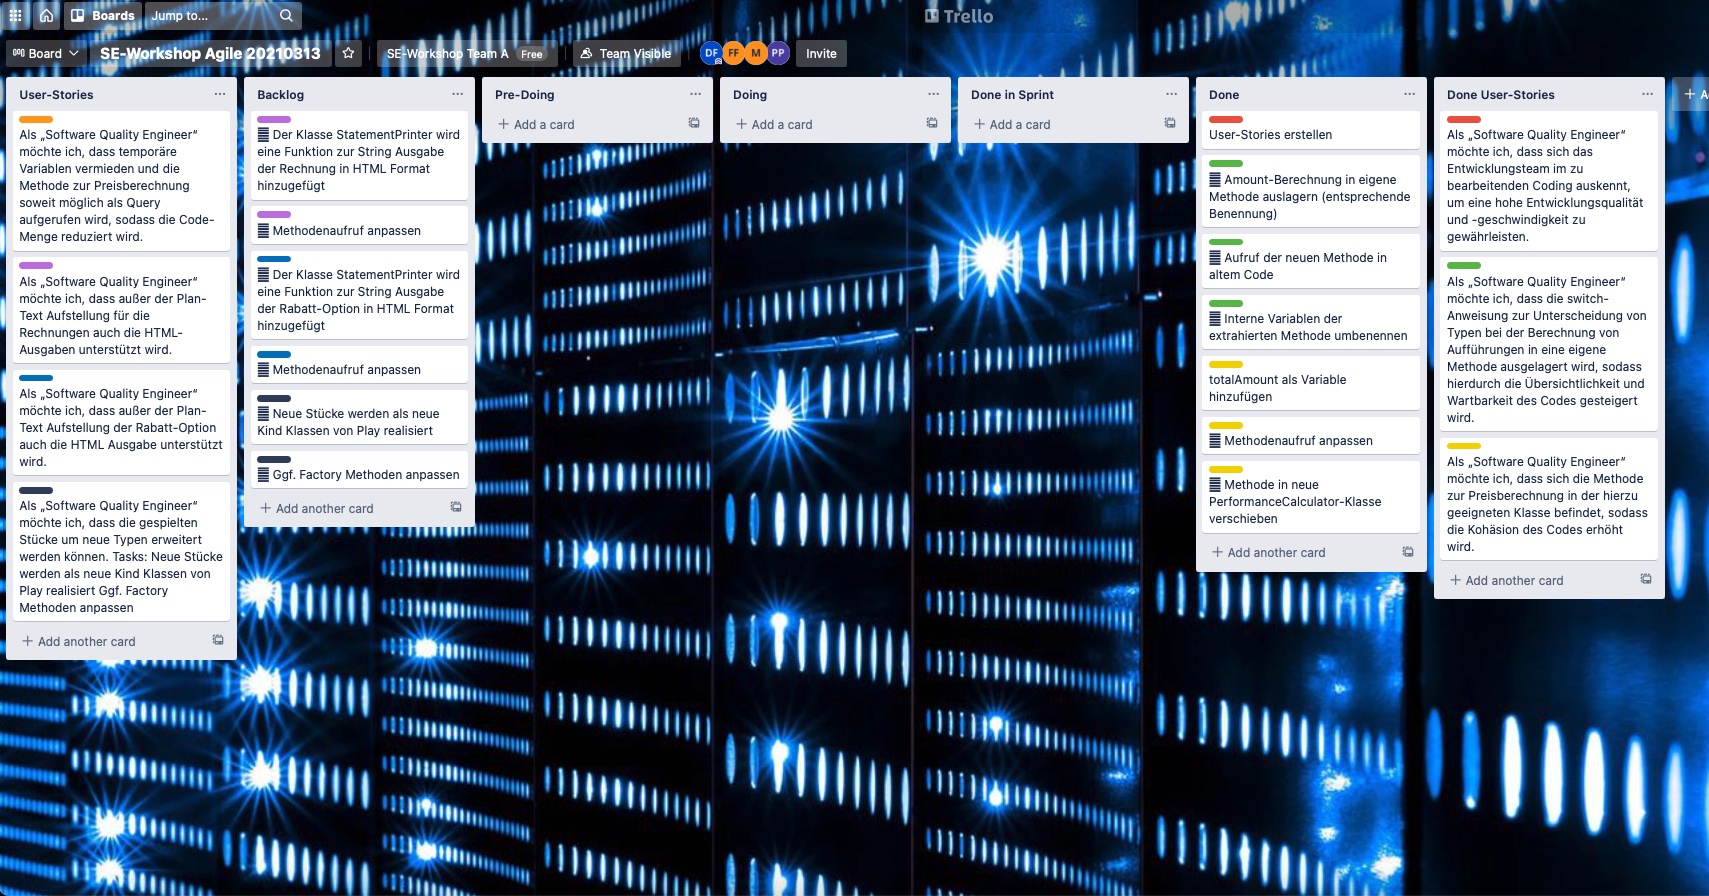 Boards
Jump to...
Trello
Board
SE-Workshop Agile 20210313
SE-Workshop Team A Free
Team Visible
DF FF M PP
Invite
User-Stories
Als „Software Quality Engineer“
möchte ich, dass temporäre
Variablen vermieden und die
Methode zur Preisberechnung
soweit möglich als Query
aufgerufen wird, sodass die Code-
Menge reduziert wird.
Als „Software Quality Engineer“
möchte ich, dass außer der Plan-
Text Aufstellung für die
Rechnungen auch die HTML-
Ausgaben unterstützt wird.
Als „Software Quality Engineer“
möchte ich, dass außer der Plan-
Text Aufstellung der Rabatt-Option
auch die HTML Ausgabe unterstützt
wird.
Als „Software Quality Engineer“
möchte ich, dass die gespielten
Stücke um neue Typen erweitert
werden können. Tasks: Neue Stücke
werden als neue Kind Klassen von
Play realisiert Ggf. Factory
Methoden anpassen
+ Add another card
Backlog
Der Klasse StatementPrinter wird
eine Funktion zur String Ausgabe
der Rechnung in HTML Format
hinzugefügt
Methodenaufruf anpassen
Der Klasse StatementPrinter wird
eine Funktion zur String Ausgabe
der Rabatt-Option in HTML Format
hinzugefügt
Methodenaufruf anpassen
Neue Stücke werden als neue
Kind Klassen von Play realisiert
Ggf. Factory Methoden anpassen
+ Add another card
Pre-Doing
+ Add a card
Doing
+ Add a card
Done in Sprint
+ Add a card
Done
User-Stories erstellen
Amount-Berechnung in eigene
Methode auslagern (entsprechende
Benennung)
Aufruf der neuen Methode in
altem Code
Interne Variablen der
extrahierten Methode umbenennen
totalAmount als Variable
hinzufügen
Methodenaufruf anpassen
Methode in neue
PerformanceCalculator-Klasse
verschieben
+ Add another card
Done User-Stories
Als „Software Quality Engineer“
möchte ich, dass sich das
Entwicklungsteam im zu
bearbeitenden Coding auskennt,
um eine hohe Entwicklungsqualität
und -geschwindigkeit zu
gewährleisten.
Als „Software Quality Engineer“
möchte ich, dass die switch-
Anweisung zur Unterscheidung von
Typen bei der Berechnung von
Aufführungen in eine eigene
Methode ausgelagert wird, sodass
hierdurch die Übersichtlichkeit und
Wartbarkeit des Codes gesteigert
wird.
Als „Software Quality Engineer“
möchte ich, dass sich die Methode
zur Preisberechnung in der hierzu
geeigneten Klasse befindet, sodass
die Kohäsion des Codes erhöht
wird.
+ Add another card
+ A